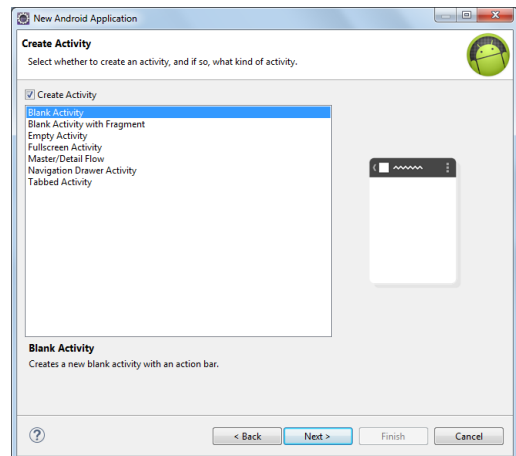 New Android Application
Create Activity
Select whether to create an activity, and if so, what kind of activity.
Create Activity
Blank Activity
Blank Activity with Fragment
Empty Activity
Fullscreen Activity
Master/Detail Flow
Navigation Drawer Activity
Tabbed Activity
Blank Activity
Creates a new blank activity with an action bar.
? < Back Next > Finish Cancel